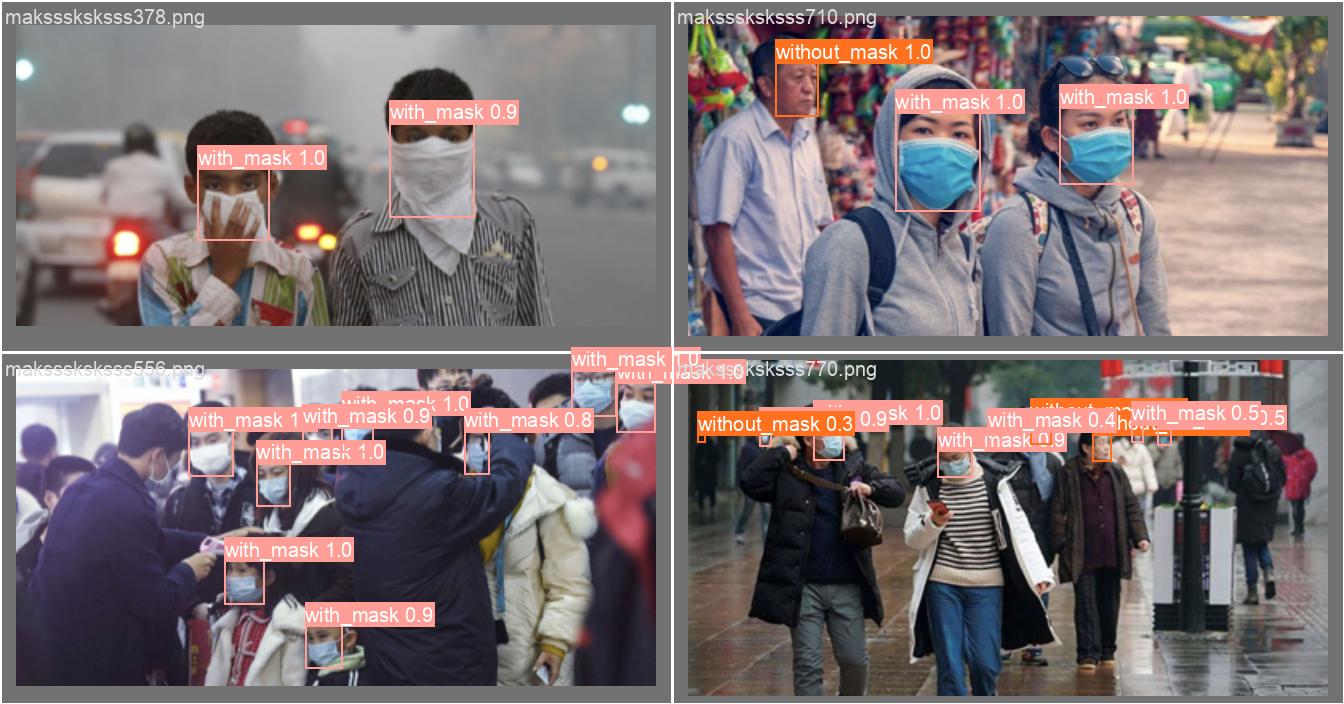 maksssksksss378.png
with_mask 0.9
with_mask 1.0
maksssksksss710.png
without_mask 1.0
with_mask 1.0
with_mask 1.0
maksssksksss556.png
with_mask 1.0
with_mask 1.0
with_mask 1.0
with_mask 1
with_mask 0.9
with_mask 0.8
with_mask 1.0
with_mask 1.0
with_mask 0.9
maksssksksss770.png
without_mask 0.3
0.9
sk 1.0
with_mask 0.4
with_mask 0.5
0.5
with_mask 0.9